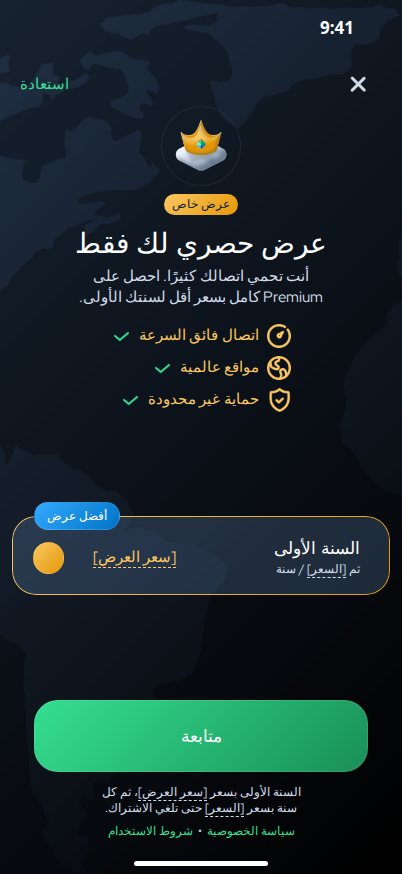 9:41
استعادة
عرض خاص
عرض حصري لك فقط
أنت تحمي اتصالك كثيرًا. احصل على
Premium كامل بسعر أقل لسنتك الأولى.
اتصال فائق السرعة
مواقع عالمية
حماية غير محدودة
أفضل عرض
السنة الأولى
[سعر العرض]
ثم [السعر] / سنة
متابعة
السنة الأولى بسعر [سعر العرض]، ثم كل
سنة بسعر [السعر] حتى تلغي الاشتراك.
سياسة الخصوصية • شروط الاستخدام